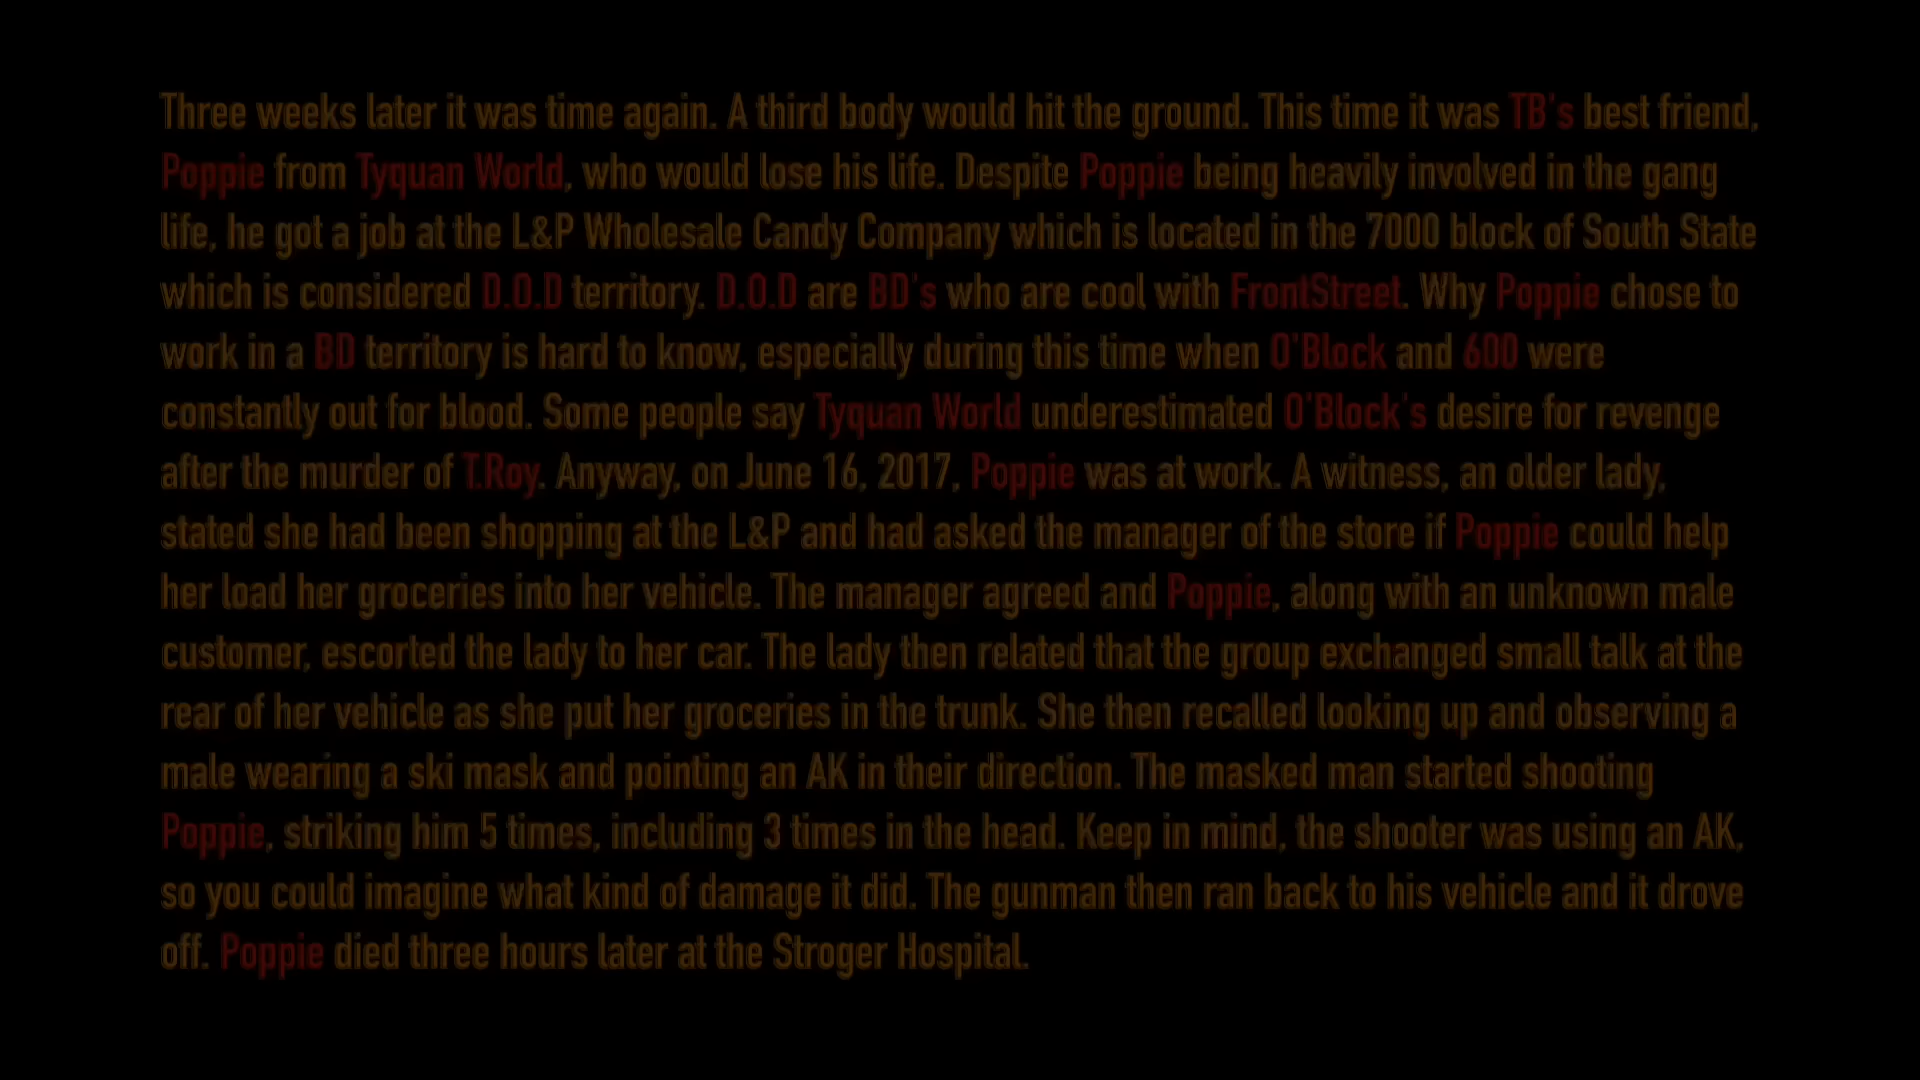 Three weeks later it was time again. A third body would hit the ground. This time it was TB's best friend,
Poppie from Tyquan World, who would lose his life. Despite Poppie being heavily involved in the gang
life, he got a job at the L&P Wholesale Candy Company which is located in the 7000 block of South State
which is considered D.O.D territory. D.O.D are BD's who are cool with FrontStreet. Why Poppie chose to
work in a BD territory is hard to know, especially during this time when O'Block and 600 were
constantly out for blood. Some people say Tyquan World underestimated O'Block's desire for revenge
after the murder of T.Roy. Anyway, on June 16, 2017, Poppie was at work. A witness, an older lady,
stated she had been shopping at the L&P and had asked the manager of the store if Poppie could help
her load her groceries into her vehicle. The manager agreed and Poppie, along with an unknown male
customer, escorted the lady to her car. The lady then related that the group exchanged small talk at the
rear of her vehicle as she put her groceries in the trunk. She then recalled looking up and observing a
male wearing a ski mask and pointing an AK in their direction. The masked man started shooting
Poppie, striking him 5 times, including 3 times in the head. Keep in mind, the shooter was using an AK,
so you could imagine what kind of damage it did. The gunman then ran back to his vehicle and it drove
off. Poppie died three hours later at the Stroger Hospital.